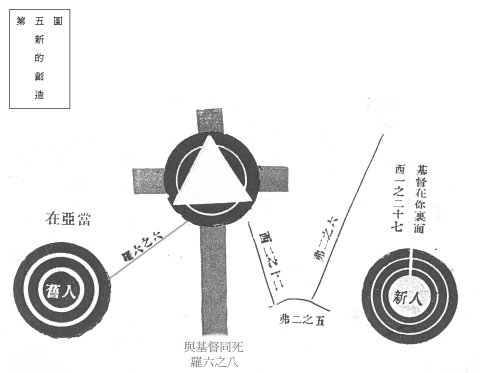 第五圖
新的創造
在亞當
舊人
羅六之六
與基督同死
羅六之八
西二之十二
弗二之五
弗二之六
基督在你裏面
西一之二十七
新人